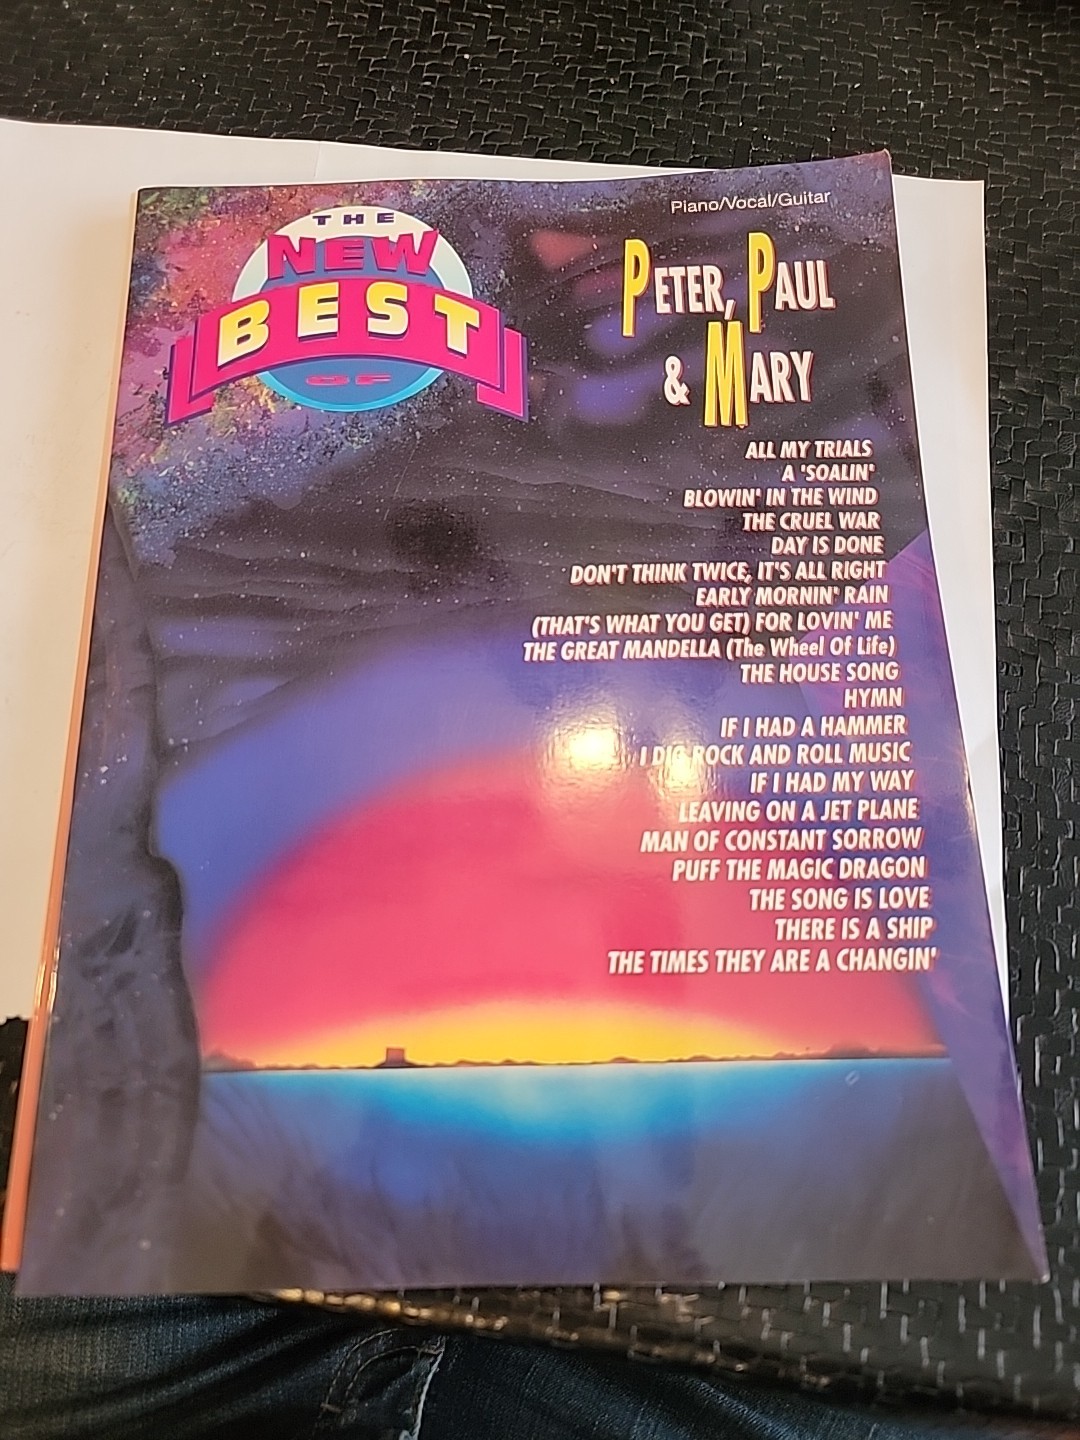 Piano/Vocal/Guitar
THE
NEW
BEST
OF
PETER, PAUL
& MARY
ALL MY TRIALS
A 'SOALIN'
BLOWIN' IN THE WIND
THE CRUEL WAR
DAY IS DONE
DON'T THINK TWICE, IT'S ALL RIGHT
EARLY MORNIN' RAIN
(THAT'S WHAT YOU GET) FOR LOVIN' ME
THE GREAT MANDELLA (The Wheel Of Life)
THE HOUSE SONG
HYMN
IF I HAD A HAMMER
I DIG ROCK AND ROLL MUSIC
IF I HAD MY WAY
LEAVING ON A JET PLANE
MAN OF CONSTANT SORROW
PUFF THE MAGIC DRAGON
THE SONG IS LOVE
THERE IS A SHIP
THE TIMES THEY ARE A CHANGIN'